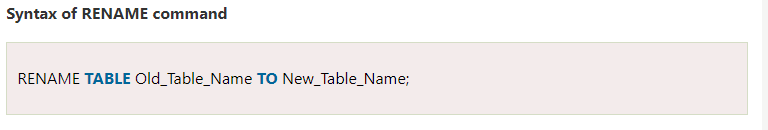 Syntax of RENAME command
RENAME TABLE Old_Table_Name TO New_Table_Name;